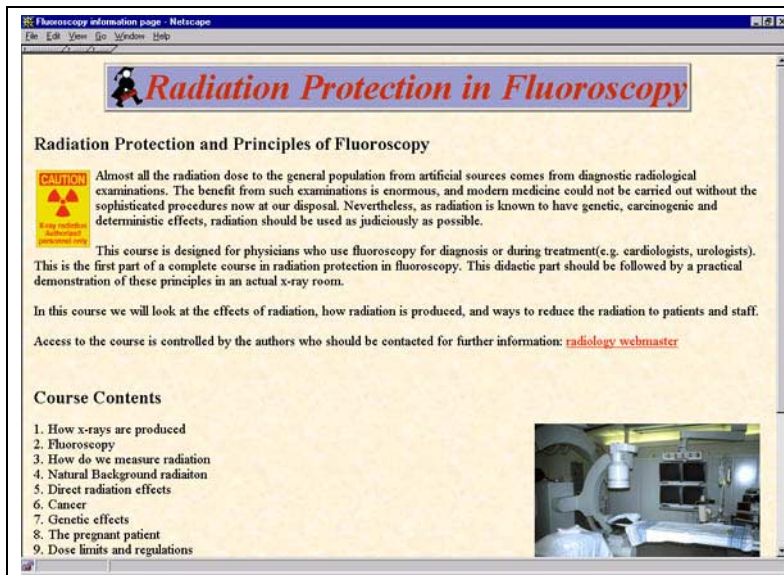 Fluoroscopy information page - Netscape
File Edit View Go Window Help
Radiation Protection in Fluoroscopy
Radiation Protection and Principles of Fluoroscopy
CAUTION
X-ray radiation
Authorized
personnel only
Almost all the radiation dose to the general population from artificial sources comes from diagnostic radiological
examinations. The benefit from such examinations is enormous, and modern medicine could not be carried out without the
sophisticated procedures now at our disposal. Nevertheless, as radiation is known to have genetic, carcinogenic and
deterministic effects, radiation should be used as judiciously as possible.
This course is designed for physicians who use fluoroscopy for diagnosis or during treatment(e.g. cardiologists, urologists).
This is the first part of a complete course in radiation protection in fluoroscopy. This didactic part should be followed by a practical
demonstration of these principles in an actual x-ray room.
In this course we will look at the effects of radiation, how radiation is produced, and ways to reduce the radiation to patients and staff.
Access to the course is controlled by the authors who should be contacted for further information: radiology webmaster
Course Contents
1. How x-rays are produced
2. Fluoroscopy
3. How do we measure radiation
4. Natural Background radiaiton
5. Direct radiation effects
6. Cancer
7. Genetic effects
8. The pregnant patient
9. Dose limits and regulations